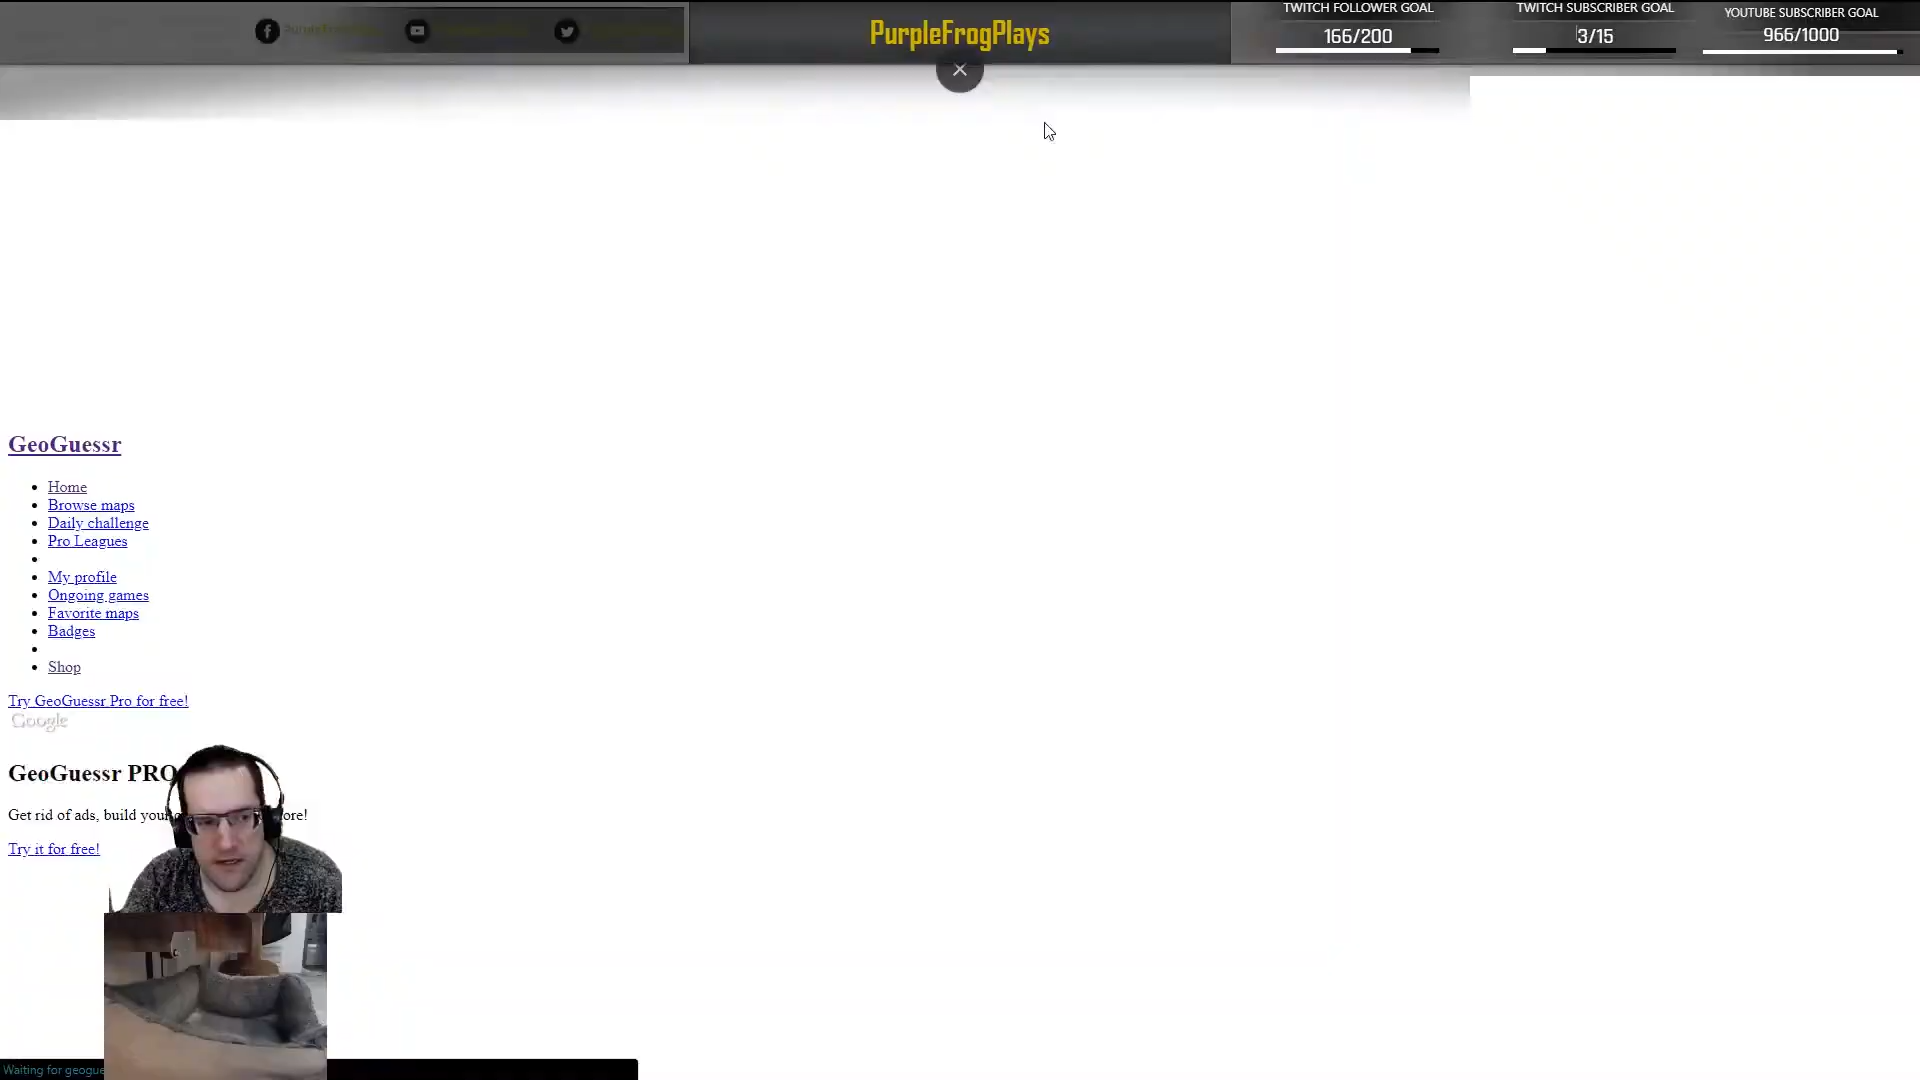 PurpleFrogPlays
TWITCH FOLLOWER GOAL
166/200
TWITCH SUBSCRIBER GOAL
3/15
YOUTUBE SUBSCRIBER GOAL
966/1000
GeoGuessr
Home
Browse maps
Daily challenge
Pro Leagues
My profile
Ongoing games
Favorite maps
Badges
Shop
Try GeoGuessr Pro for free!
Google
GeoGuessr PRO
Get rid of ads, build your
Try it for free!
Waiting for